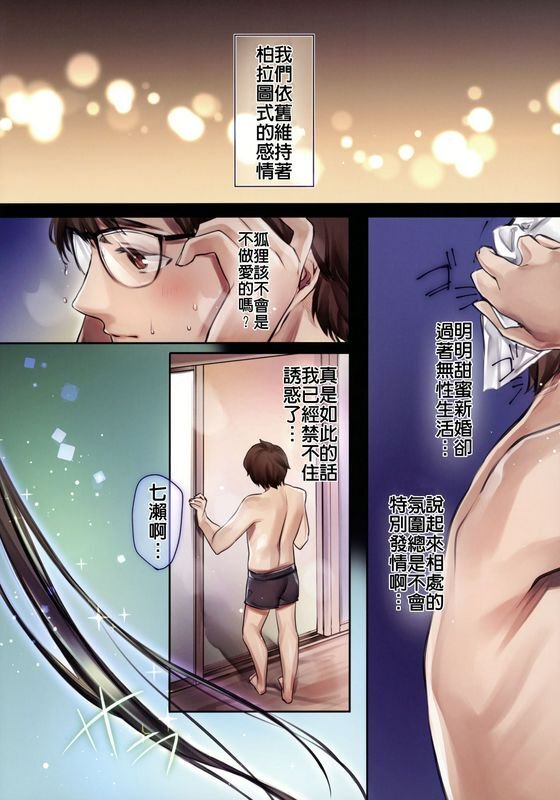 我們依舊維持著
柏拉圖式的感情
明明甜蜜新婚卻
過著無性生活…
說起來相處的
氛圍總是不會
特別發情啊…
狐狸該不會是
不做愛的嗎？
真是如此的話
我已經禁不住
誘惑了…
七瀨啊…